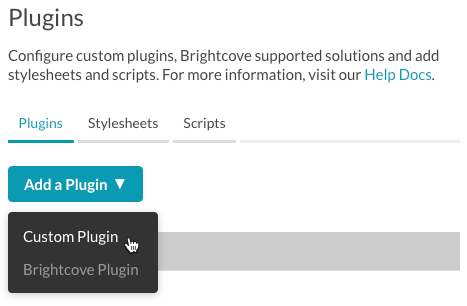 Plugins
Configure custom plugins, Brightcove supported solutions and add
stylesheets and scripts. For more information, visit our Help Docs.
Plugins Stylesheets Scripts
Add a Plugin ▼
Custom Plugin
Brightcove Plugin